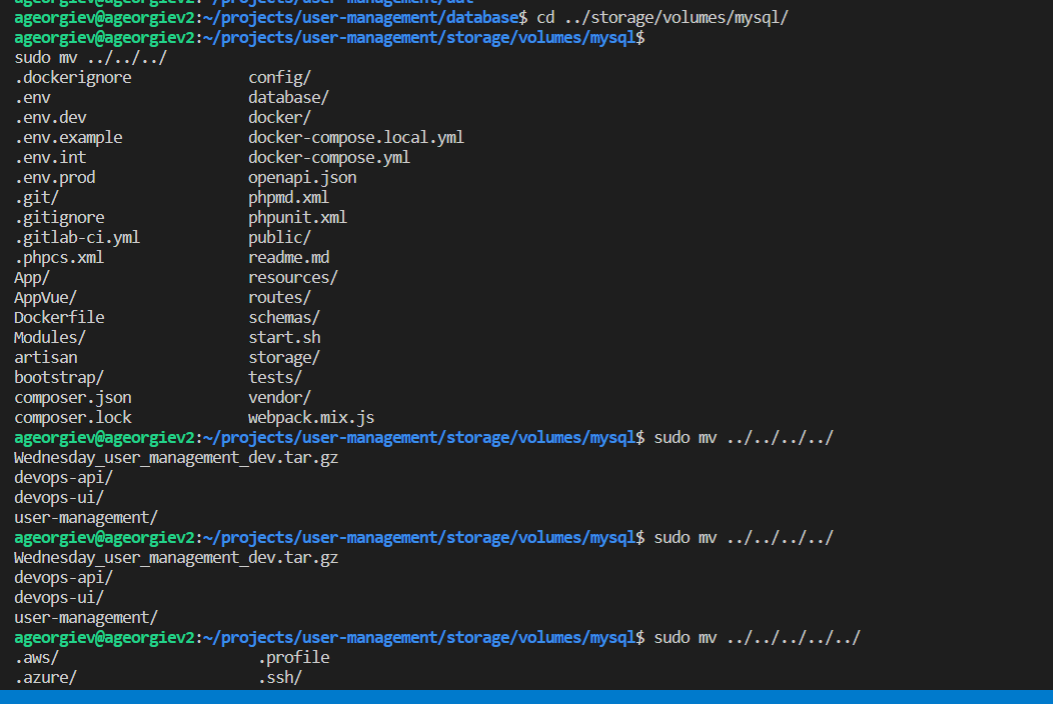 ageorgiev@ageorgiev2:~/projects/user-management/dat
ageorgiev@ageorgiev2:~/projects/user-management/database$ cd ../storage/volumes/mysql/
ageorgiev@ageorgiev2:~/projects/user-management/storage/volumes/mysql$
sudo mv ../../../
.dockerignore config/
.env database/
.env.dev docker/
.env.example docker-compose.local.yml
.env.int docker-compose.yml
.env.prod openapi.json
.git/ phpmd.xml
.gitignore phpunit.xml
.gitlab-ci.yml public/
.phpcs.xml readme.md
App/ resources/
AppVue/ routes/
Dockerfile schemas/
Modules/ start.sh
artisan storage/
bootstrap/ tests/
composer.json vendor/
composer.lock webpack.mix.js
ageorgiev@ageorgiev2:~/projects/user-management/storage/volumes/mysql$ sudo mv ../../../../
Wednesday_user_management_dev.tar.gz
devops-api/
devops-ui/
user-management/
ageorgiev@ageorgiev2:~/projects/user-management/storage/volumes/mysql$ sudo mv ../../../../
Wednesday_user_management_dev.tar.gz
devops-api/
devops-ui/
user-management/
ageorgiev@ageorgiev2:~/projects/user-management/storage/volumes/mysql$ sudo mv ../../../../../
.aws/ .profile
.azure/ .ssh/